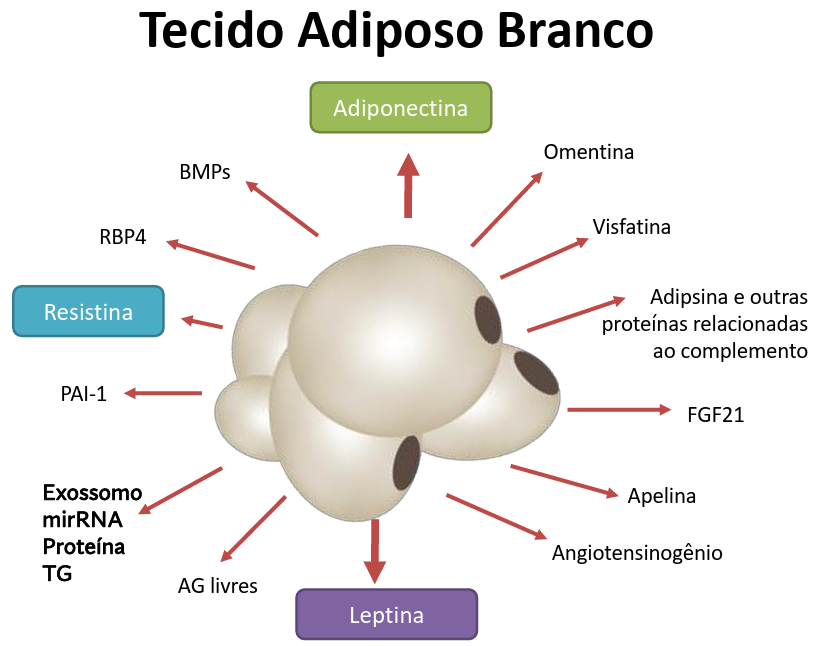 Tecido Adiposo Branco
Adiponectina
Omentina
BMPs
Visfatina
RBP4
Adipsina e outras
proteínas relacionadas
ao complemento
Resistina
PAI-1
FGF21
Exossomo
mirRNA
Proteína
TG
Apelina
Angiotensinogênio
AG livres
Leptina